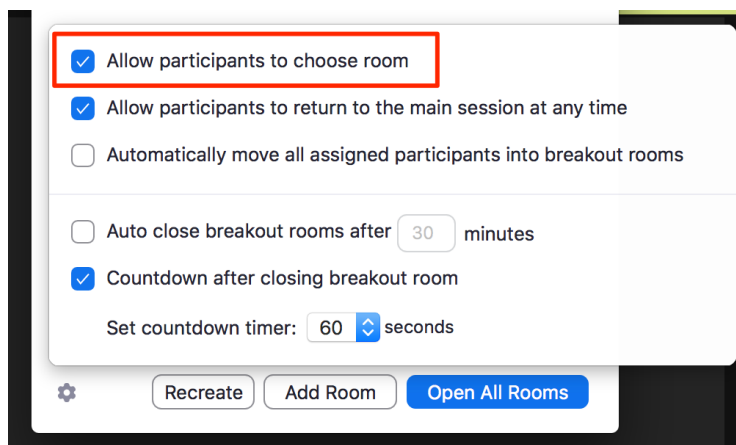 Allow participants to choose room
Allow participants to return to the main session at any time
Automatically move all assigned participants into breakout rooms
Auto close breakout rooms after 30 minutes
Countdown after closing breakout room
Set countdown timer: 60 seconds
Recreate Add Room Open All Rooms